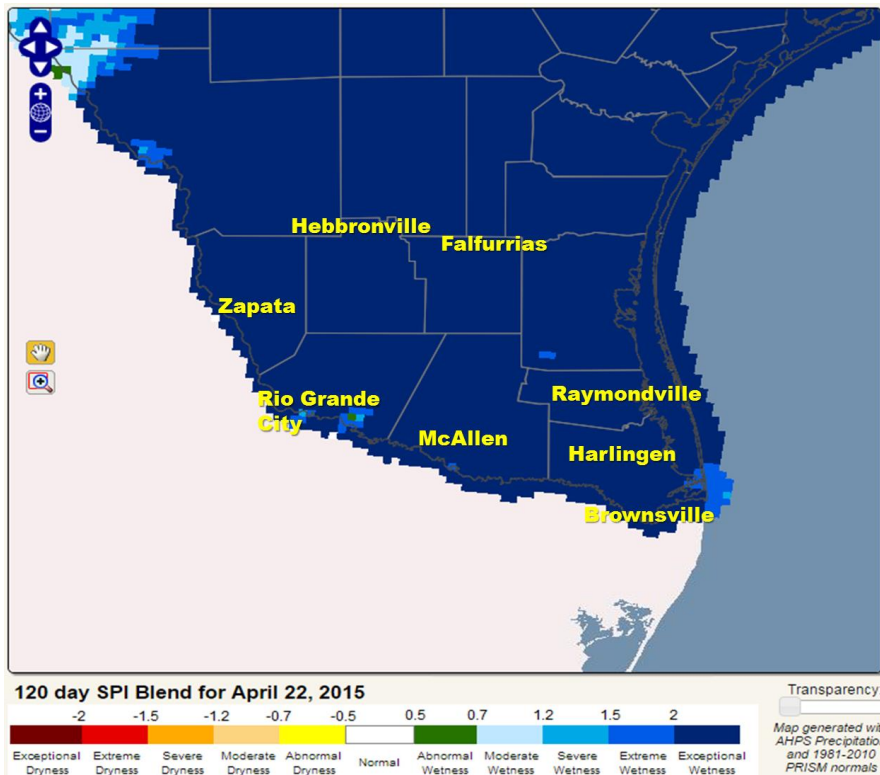 Hebbronville
Falfurrias
Zapata
Rio Grande
City
Raymondville
McAllen
Harlingen
Brownsville
120 day SPI Blend for April 22, 2015
Transparency
-2 -1.5 -1.2 -0.7 -0.5 0.5 0.7 1.2 1.5 2
Exceptional Dryness
Extreme Dryness
Severe Dryness
Moderate Dryness
Abnormal Dryness
Normal
Abnormal Wetness
Moderate Wetness
Severe Wetness
Extreme Wetness
Exceptional Wetness
Map generated with
AHPS Precipitation
and 1981-2010
PRISM normals